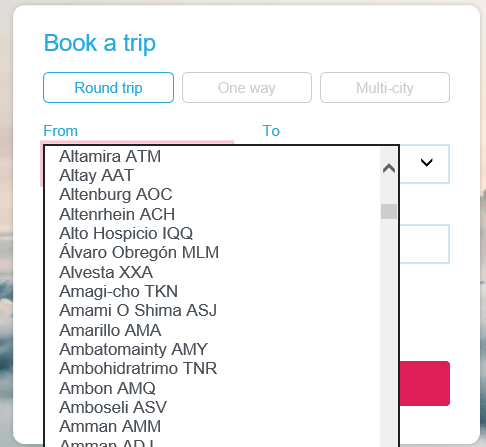 Book a trip
Round trip
One way
Multi-city
From
To
Altamira ATM
Altay AAT
Altenburg AOC
Altenrhein ACH
Alto Hospicio IQQ
Álvaro Obregón MLM
Alvesta XXA
Amagi-cho TKN
Amami O Shima ASJ
Amarillo AMA
Ambatomainty AMY
Ambohidratrimo TNR
Ambon AMQ
Amboseli ASV
Amman AMM
Amman ADJ